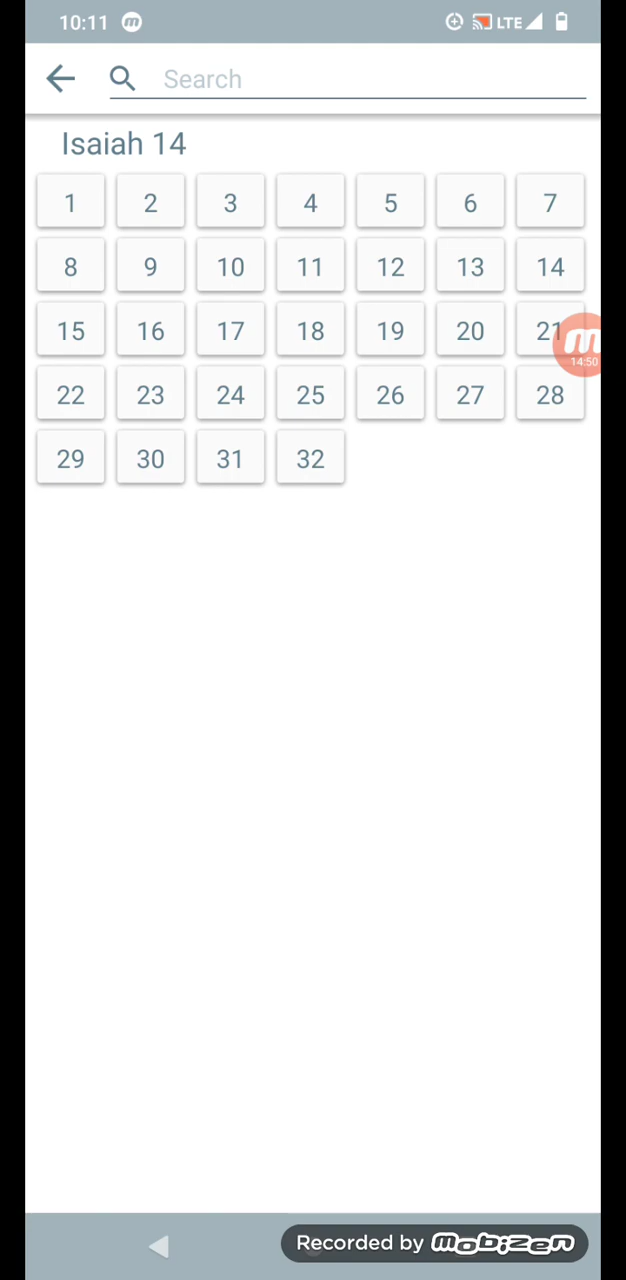 10:11 m LTE
Search
Isaiah 14
1 2 3 4 5 6 7
8 9 10 11 12 13 14
15 16 17 18 19 20 21
m
14:50
22 23 24 25 26 27 28
29 30 31 32
Recorded by mobizen